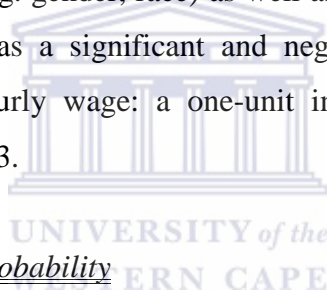 g. gender, race) as well a
as a significant and neg
urly wage: a one-unit in
3.
UNIVERSITY of the
obability
WESTERN CAPE